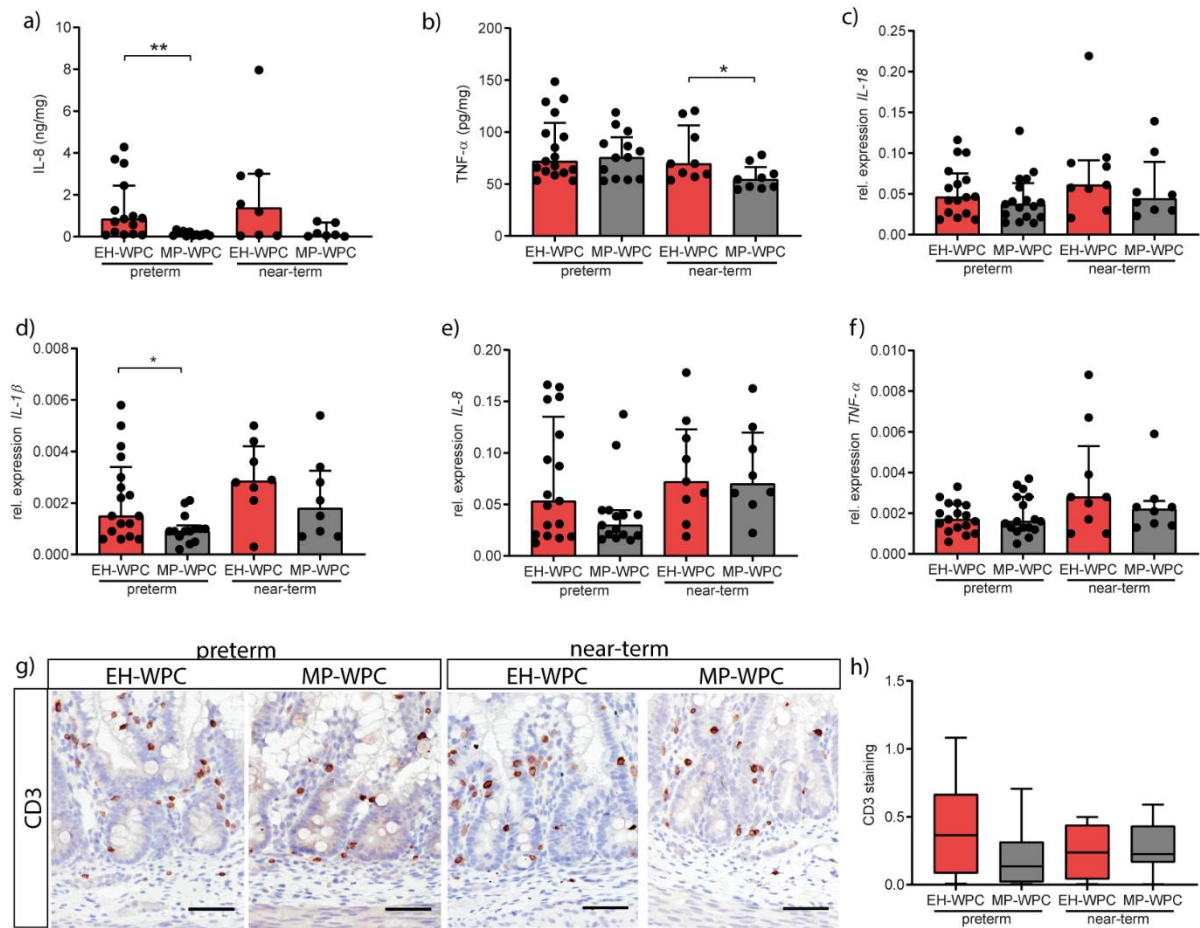 a)
IL-8 (ng/mg)
10
8
6
4
2
0
**
EH-WPC MP-WPC EH-WPC MP-WPC
preterm near-term
b)
TNF-α (pg/mg)
200
150
100
50
0
*
EH-WPC MP-WPC EH-WPC MP-WPC
preterm near-term
c)
rel. expression IL-18
0.25
0.20
0.15
0.10
0.05
0.00
EH-WPC MP-WPC EH-WPC MP-WPC
preterm near-term
d)
rel. expression IL-1β
0.008
0.006
0.004
0.002
0.000
*
EH-WPC MP-WPC EH-WPC MP-WPC
preterm near-term
e)
rel. expression IL-8
0.20
0.15
0.10
0.05
0.00
EH-WPC MP-WPC EH-WPC MP-WPC
preterm near-term
f)
rel. expression TNF-α
0.010
0.008
0.006
0.004
0.002
0.000
EH-WPC MP-WPC EH-WPC MP-WPC
preterm near-term
g)
preterm near-term
EH-WPC MP-WPC EH-WPC MP-WPC
CD3
h)
CD3 staining
1.5
1.0
0.5
0.0
EH-WPC MP-WPC EH-WPC MP-WPC
preterm near-term